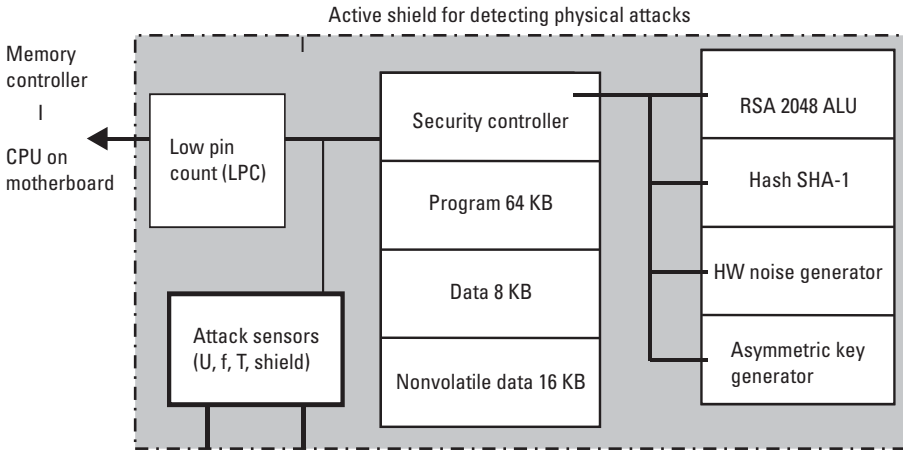 Active shield for detecting physical attacks
Memory
controller
I
CPU on
motherboard
Low pin
count (LPC)
Attack sensors
(U, f, T, shield)
Security controller
Program 64 KB
Data 8 KB
Nonvolatile data 16 KB
RSA 2048 ALU
Hash SHA-1
HW noise generator
Asymmetric key
generator